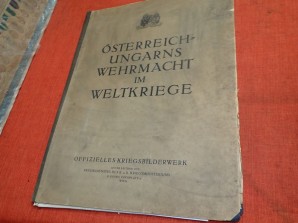 ÖSTERREICH-
UNGARNS
WEHRMACHT
IM
WELTKRIEGE
OFFIZIELLES KRIEGSBILDERWERK